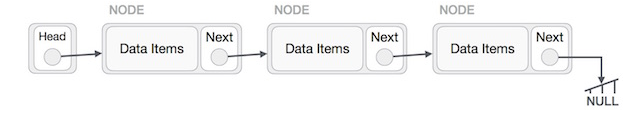 NODE NODE NODE
Head Data Items Next Data Items Next Data Items Next
NULL